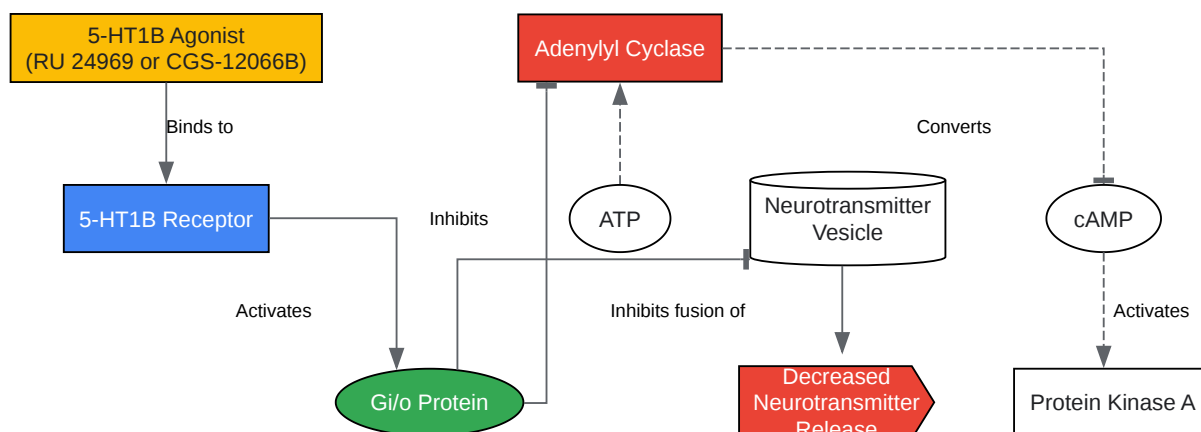 5-HT1B Agonist
(RU 24969 or CGS-12066B)
Adenylyl Cyclase
Binds to
Converts
5-HT1B Receptor
Inhibits
ATP
Neurotransmitter
Vesicle
cAMP
Activates
Inhibits fusion of
Activates
Gi/o Protein
Decreased
Neurotransmitter
Release
Protein Kinase A